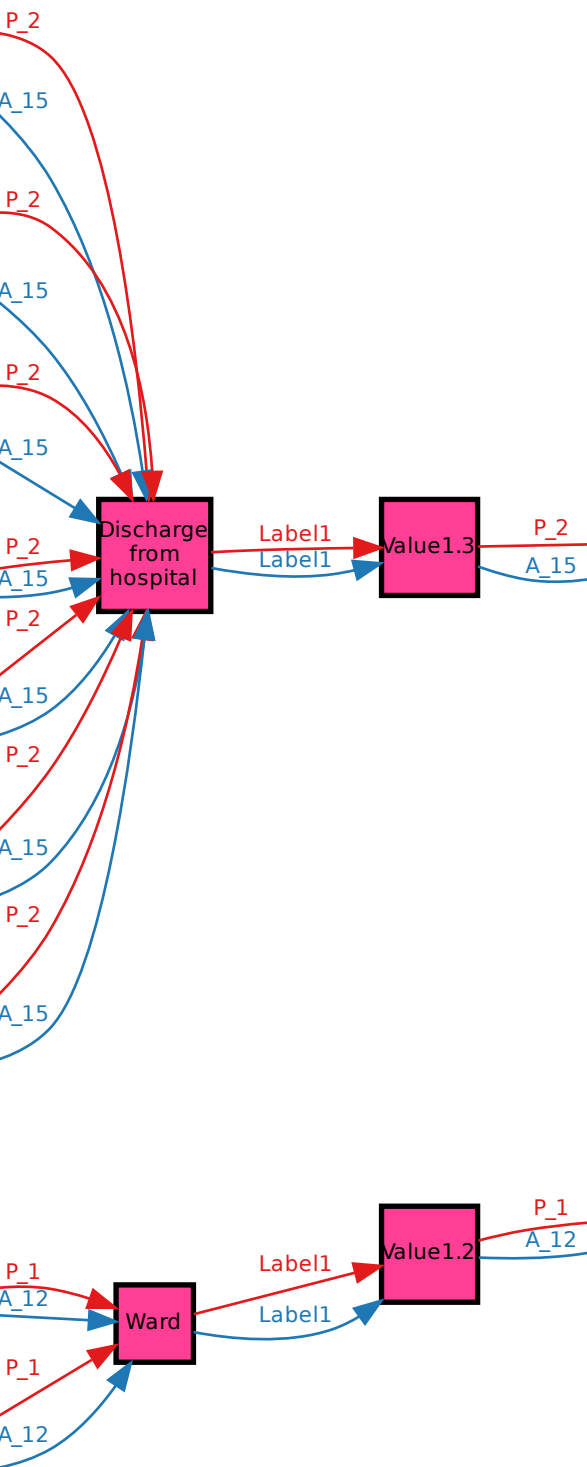 P_2
A_15
P_2
A_15
P_2
A_15
Discharge
from
hospital
Label1
Label1
Value1.3
P_2
A_15
P_2
A_15
P_2
A_15
P_2
A_15
P_2
A_15
Value1.2
P_1
A_12
Label1
Label1
P_1
A_12
Ward
P_1
A_12